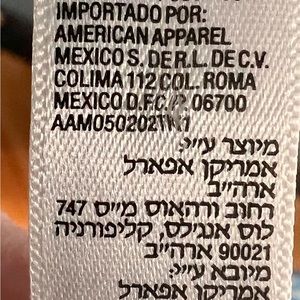 IMPORTADO POR:
AMERICAN APPAREL
MEXICO S. DE R.L. DE C.V.
COLIMA 112 COL. ROMA
MEXICO D.F.C.P. 06700
AAM050202TN1
מיוצר ע״י:
אמריקן אפארל
ארה״ב
רחוב ורהאוס מ״ס 747
לוס אנג׳לס, קליפורניה
90021 ארה״ב
מיובא ע״י:
אמריקן אפארל